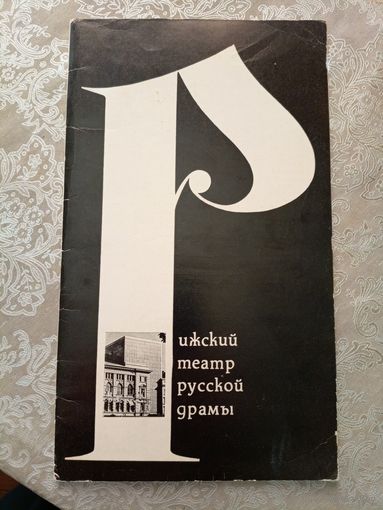 Рижский
театр
русской
драмы